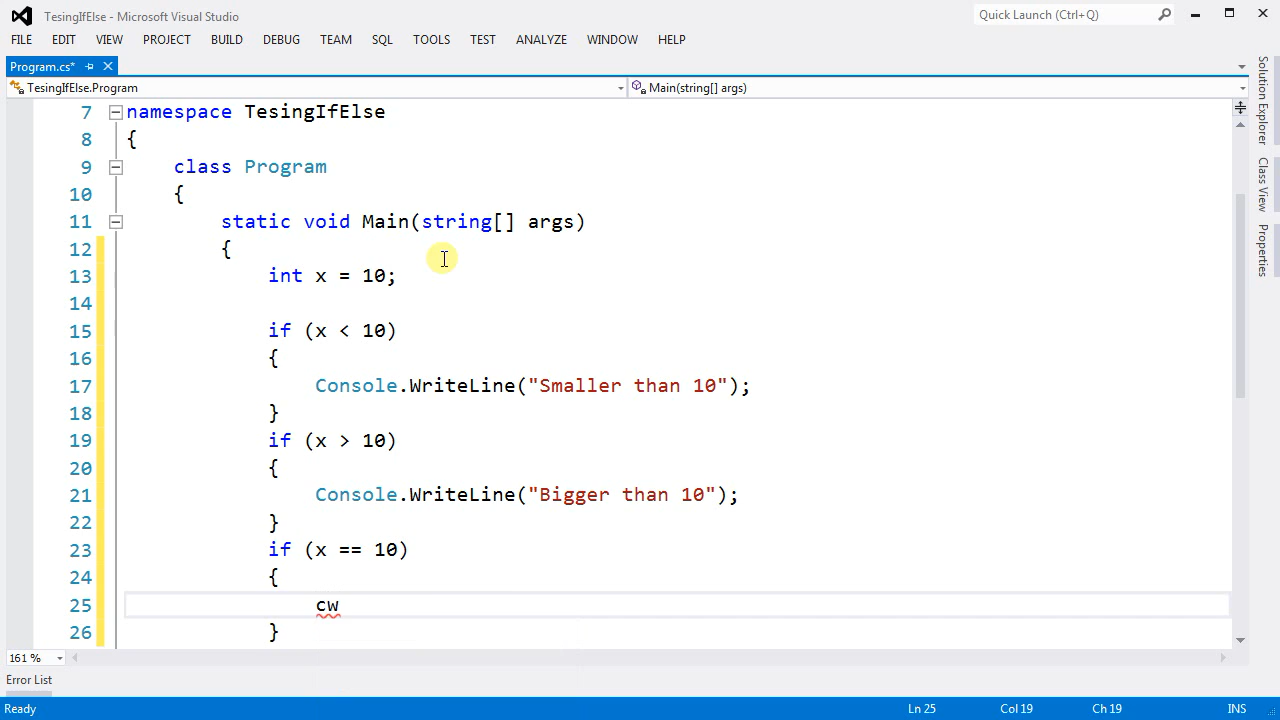 TesingIfElse - Microsoft Visual Studio
Quick Launch (Ctrl+Q)
FILE EDIT VIEW PROJECT BUILD DEBUG TEAM SQL TOOLS TEST ANALYZE WINDOW HELP
Program.cs*
TesingIfElse.Program
Main(string[] args)
7 namespace TesingIfElse
8 {
9 class Program
10 {
11 static void Main(string[] args)
12 {
13 int x = 10;
14
15 if (x < 10)
16 {
17 Console.WriteLine("Smaller than 10");
18 }
19 if (x > 10)
20 {
21 Console.WriteLine("Bigger than 10");
22 }
23 if (x == 10)
24 {
25 cw
26 }
Solution Explorer
Class View
Properties
161 %
Error List
Ready
Ln 25 Col 19 Ch 19 INS